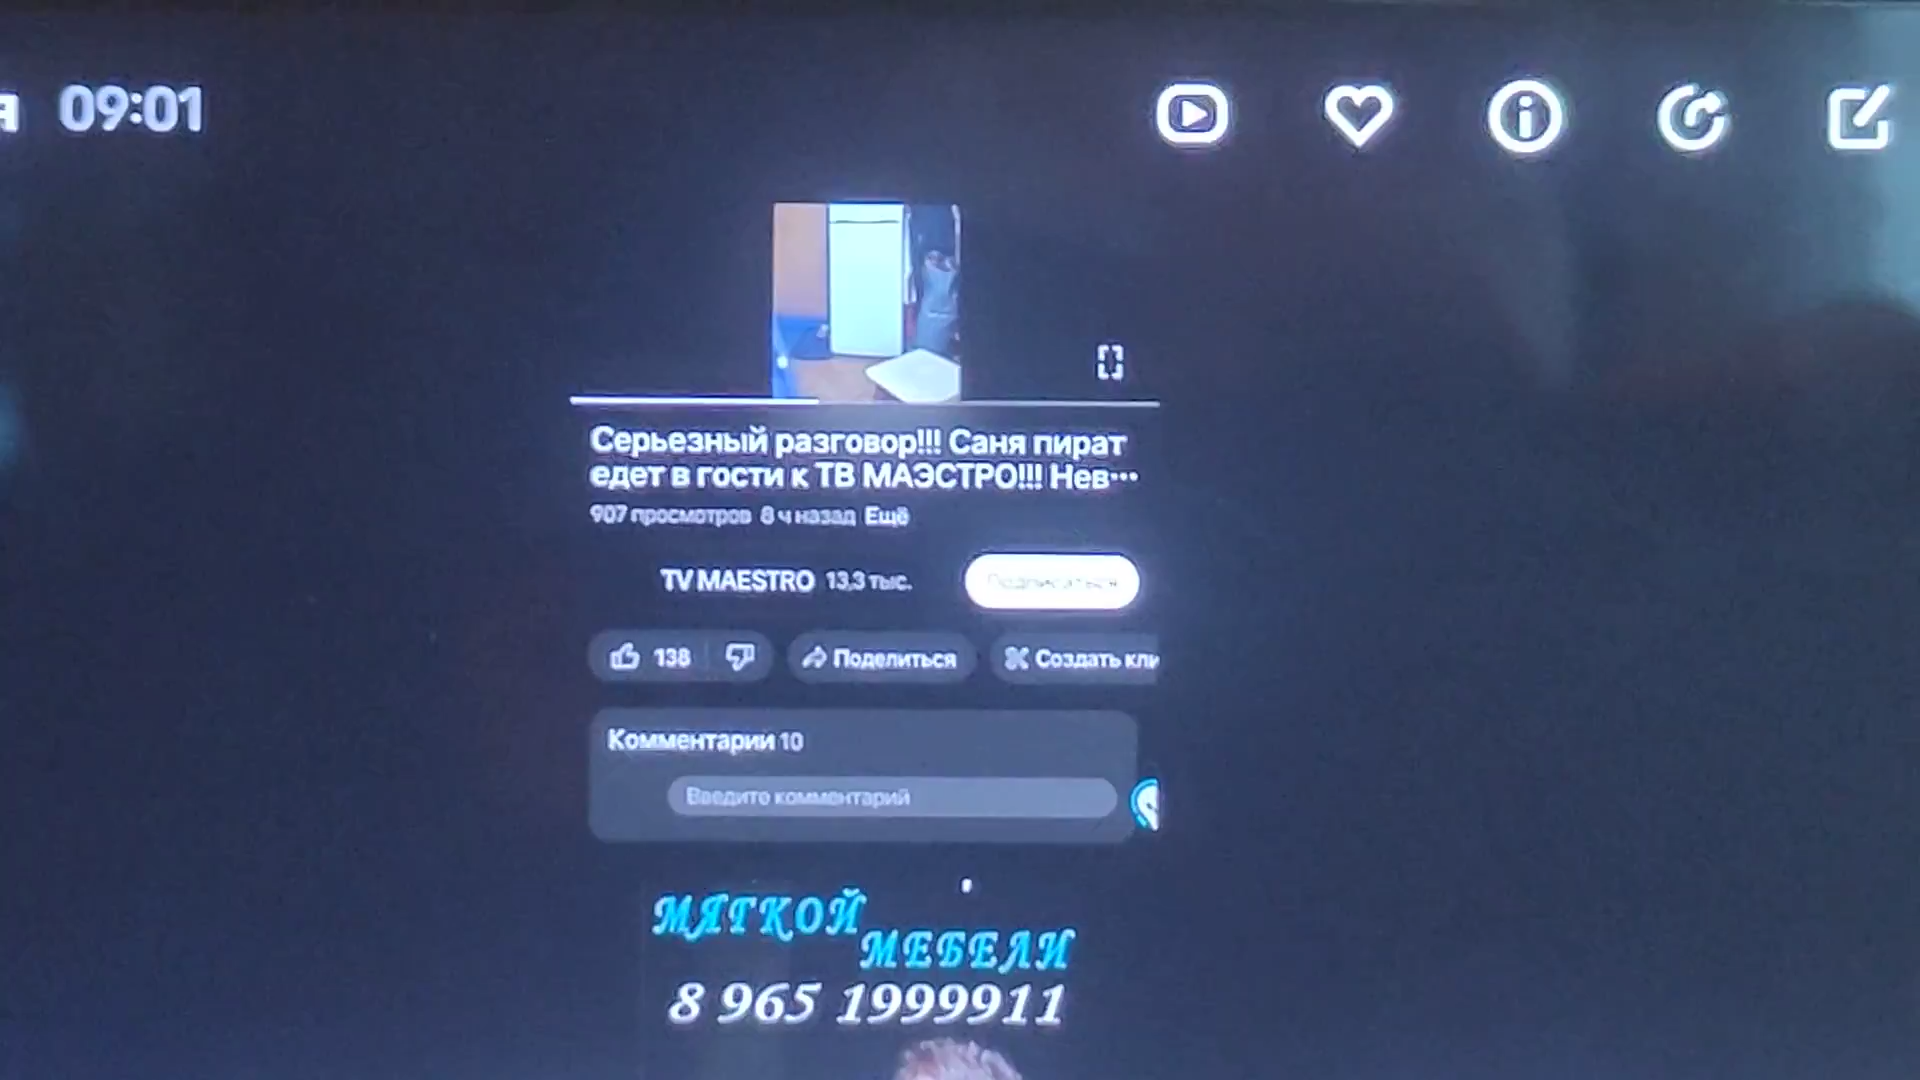 я 09:01
Серьезный разговор!!! Саня пират
едет в гости к ТВ МАЭСТРО!!! Нев...
907 просмотров 8 ч назад Ещё
TV MAESTRO 13,3 тыс. Подписаться
138 Поделиться Создать кли
Комментарии 10
Введите комментарий
МЯГКОЙ
МЕБЕЛИ
8 965 1999911